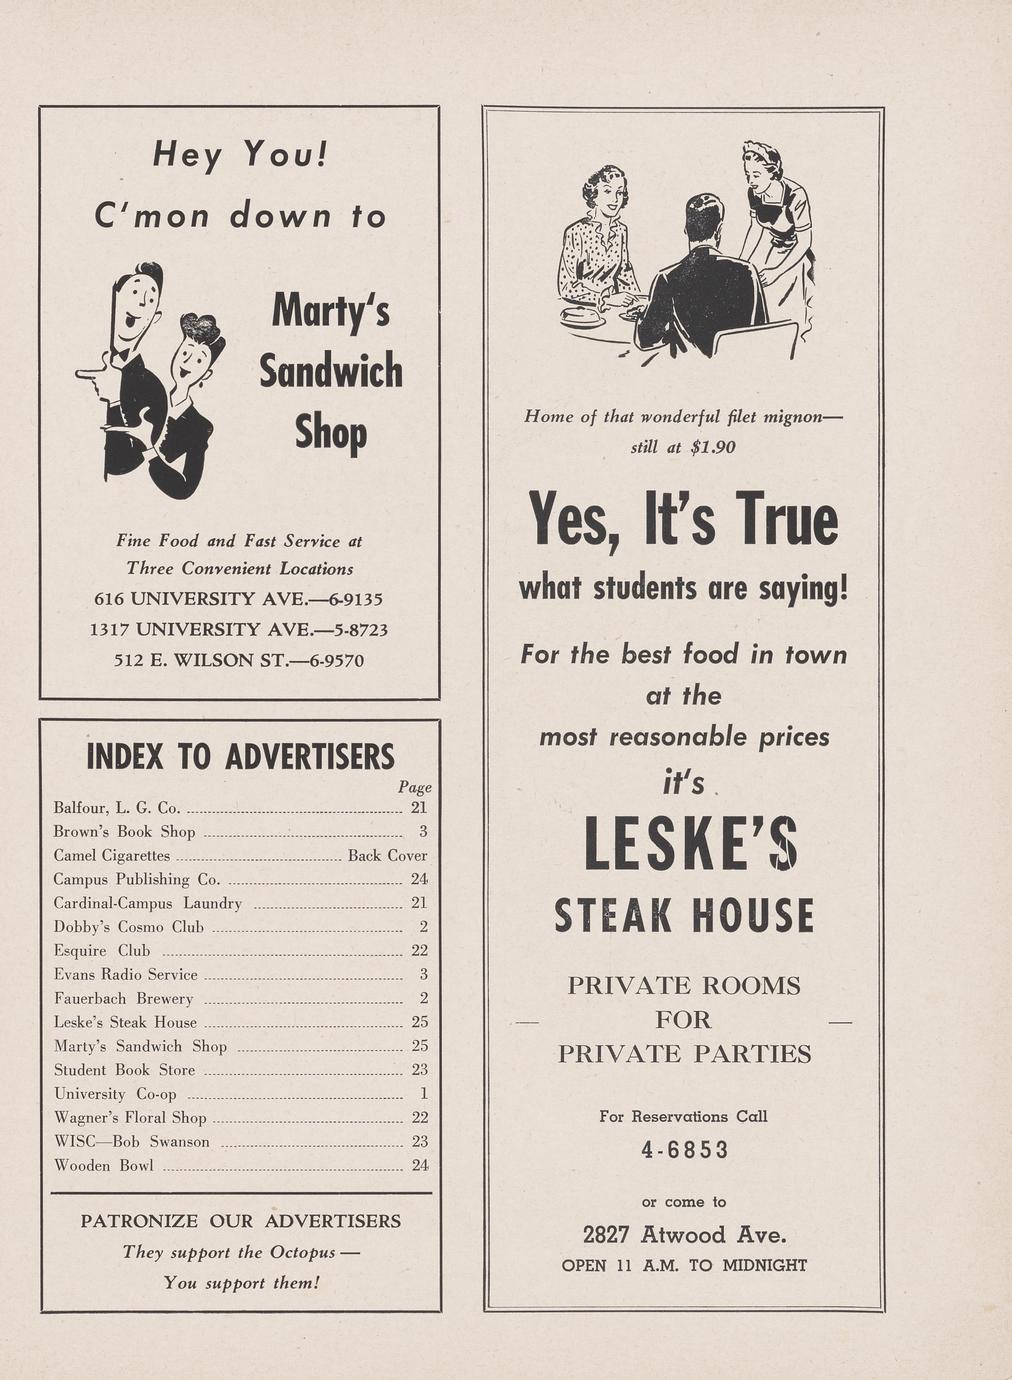 Hey You!
C'mon down to
Marty's
Sandwich
Shop
Fine Food and Fast Service at
Three Convenient Locations
616 UNIVERSITY AVE.—6-9135
1317 UNIVERSITY AVE.—5-8723
512 E. WILSON ST.—6-9570
INDEX TO ADVERTISERS
Page
Balfour, L. G. Co. 21
Brown's Book Shop 3
Camel Cigarettes Back Cover
Campus Publishing Co. 24
Cardinal-Campus Laundry 21
Dobby's Cosmo Club 2
Esquire Club 22
Evans Radio Service 3
Fauerbach Brewery 2
Leske's Steak House 25
Marty's Sandwich Shop 25
Student Book Store 23
University Co-op 1
Wagner's Floral Shop 22
WISC—Bob Swanson 23
Wooden Bowl 24
PATRONIZE OUR ADVERTISERS
They support the Octopus —
You support them!
Home of that wonderful filet mignon—
still at $1.90
Yes, It's True
what students are saying!
For the best food in town
at the
most reasonable prices
it's
LESKE'S
STEAK HOUSE
PRIVATE ROOMS
— FOR —
PRIVATE PARTIES
For Reservations Call
4-6853
or come to
2827 Atwood Ave.
OPEN 11 A.M. TO MIDNIGHT